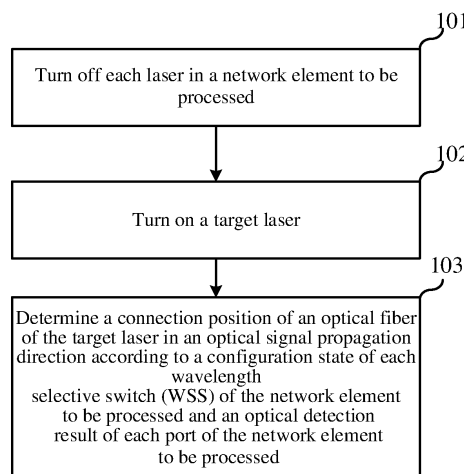 101
Turn off each laser in a network element to be
processed
102
Turn on a target laser
103
Determine a connection position of an optical fiber
of the target laser in an optical signal propagation
direction according to a configuration state of each
wavelength
selective switch (WSS) of the network element
to be processed and an optical detection
result of each port of the network element
to be processed